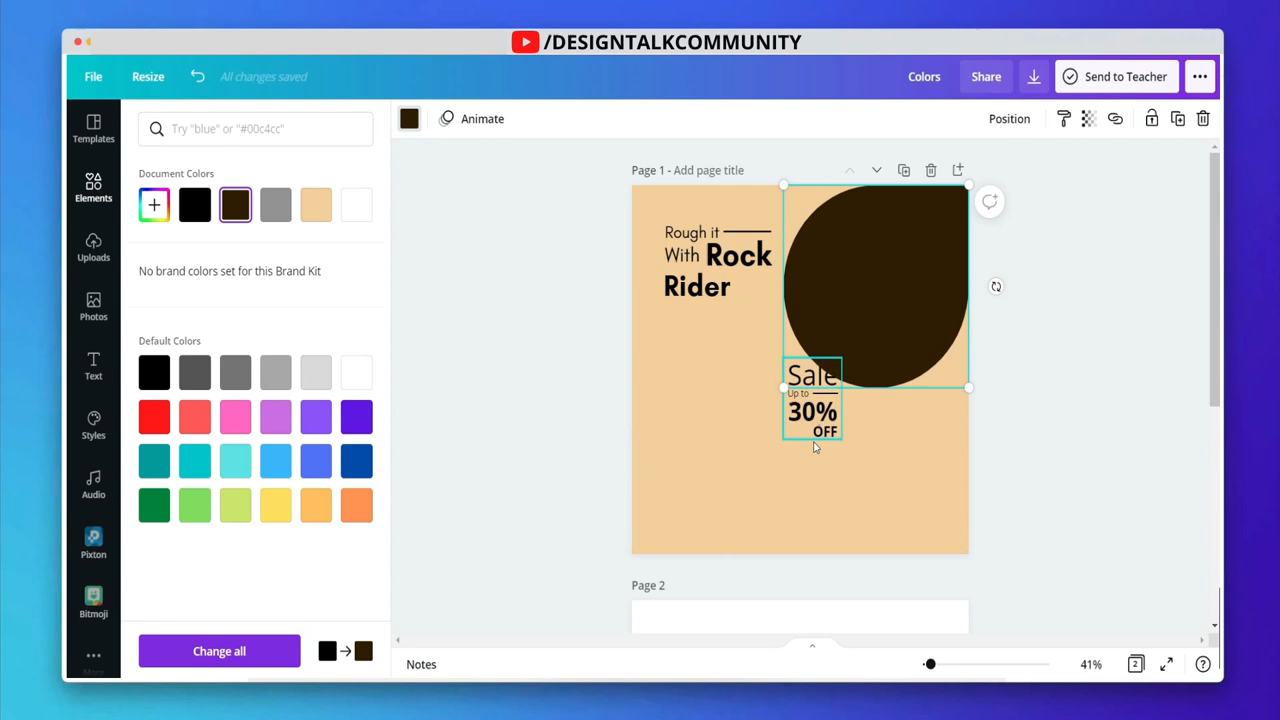 /DESIGNTALKCOMMUNITY
File
Resize
All changes saved
Colors
Share
Send to Teacher
Templates
Elements
Uploads
Photos
Text
Styles
Audio
Pixton
Bitmoji
More
Try "blue" or "#00c4cc"
Document Colors
No brand colors set for this Brand Kit
Default Colors
Change all
Animate
Position
Page 1 - Add page title
Rough it
With Rock
Rider
Sale
Up to
30%
OFF
Page 2
Notes
41%
2